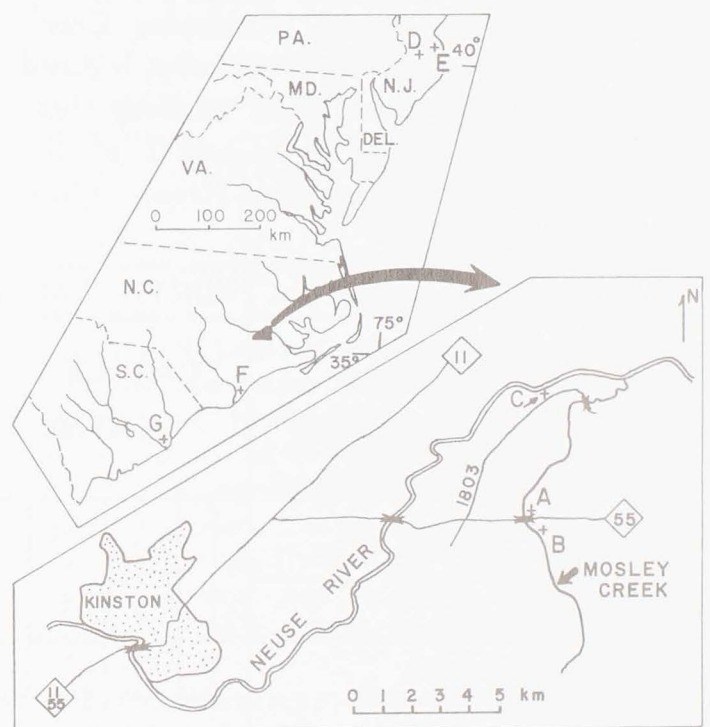 PA.
D
E
40°
MD.
N.J.
DEL.
VA.
0 100 200
km
N.C.
75°
35°
S.C.
F
G
N
11
C
1803
A
55
B
MOSLEY
CREEK
NEUSE RIVER
KINSTON
11
55
0 1 2 3 4 5 km